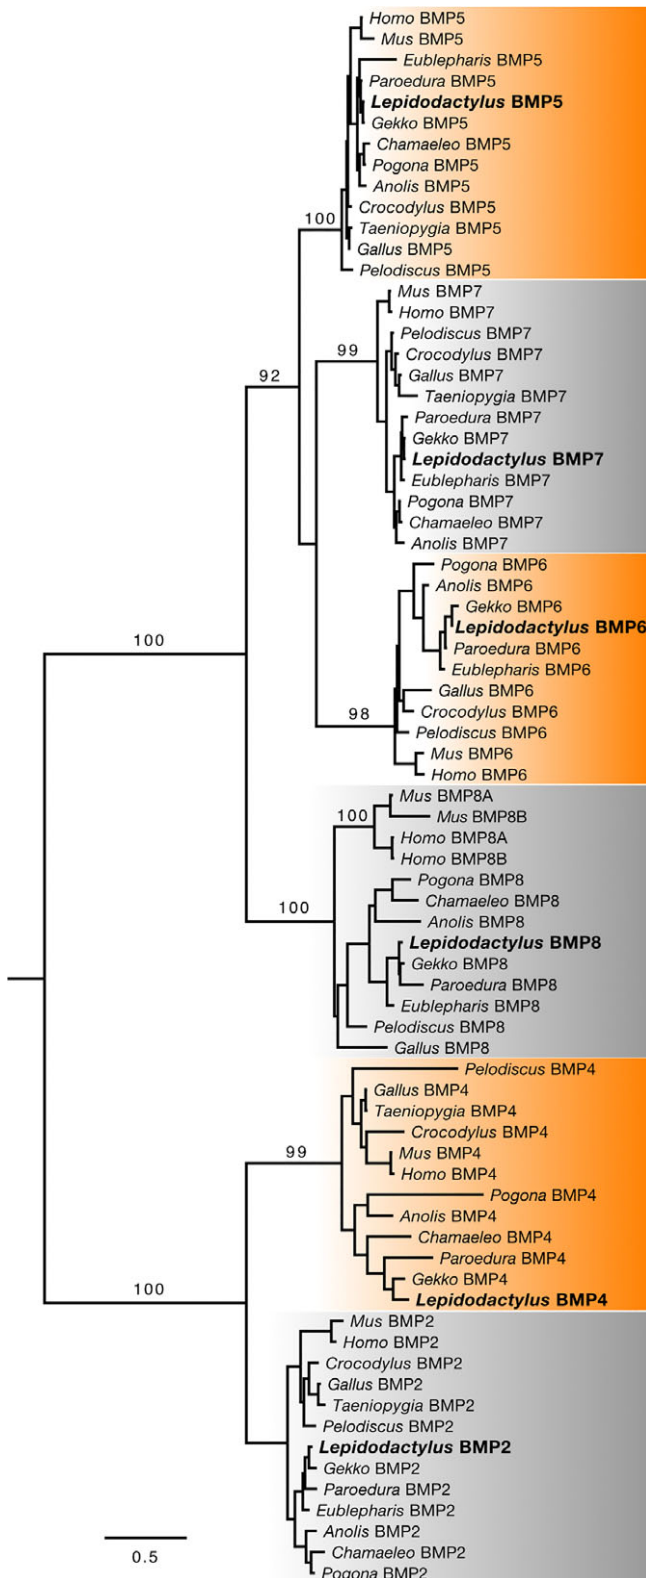 Homo BMP5
Mus BMP5
Eublepharis BMP5
Paroedura BMP5
Lepidodactylus BMP5
Gekko BMP5
Chamaeleo BMP5
Pogona BMP5
Anolis BMP5
Crocodylus BMP5
100
Taeniopygia BMP5
Gallus BMP5
Pelodiscus BMP5
Mus BMP7
Homo BMP7
Pelodiscus BMP7
99
Crocodylus BMP7
92
Gallus BMP7
Taeniopygia BMP7
Paroedura BMP7
Gekko BMP7
Lepidodactylus BMP7
Eublepharis BMP7
Pogona BMP7
Chamaeleo BMP7
Anolis BMP7
Pogona BMP6
Anolis BMP6
Gekko BMP6
Lepidodactylus BMP6
100
Paroedura BMP6
Eublepharis BMP6
Gallus BMP6
Crocodylus BMP6
98
Pelodiscus BMP6
Mus BMP6
Homo BMP6
Mus BMP8A
100
Mus BMP8B
Homo BMP8A
Homo BMP8B
Pogona BMP8
Chamaeleo BMP8
100
Anolis BMP8
Lepidodactylus BMP8
Gekko BMP8
Paroedura BMP8
Eublepharis BMP8
Pelodiscus BMP8
Gallus BMP8
Pelodiscus BMP4
Gallus BMP4
Taeniopygia BMP4
Crocodylus BMP4
99
Mus BMP4
Homo BMP4
Pogona BMP4
Anolis BMP4
Chamaeleo BMP4
Paroedura BMP4
Gekko BMP4
100
Lepidodactylus BMP4
Mus BMP2
Homo BMP2
Crocodylus BMP2
Gallus BMP2
Taeniopygia BMP2
Pelodiscus BMP2
Lepidodactylus BMP2
Gekko BMP2
Paroedura BMP2
Eublepharis BMP2
Anolis BMP2
Chamaeleo BMP2
0.5
Pogona BMP2